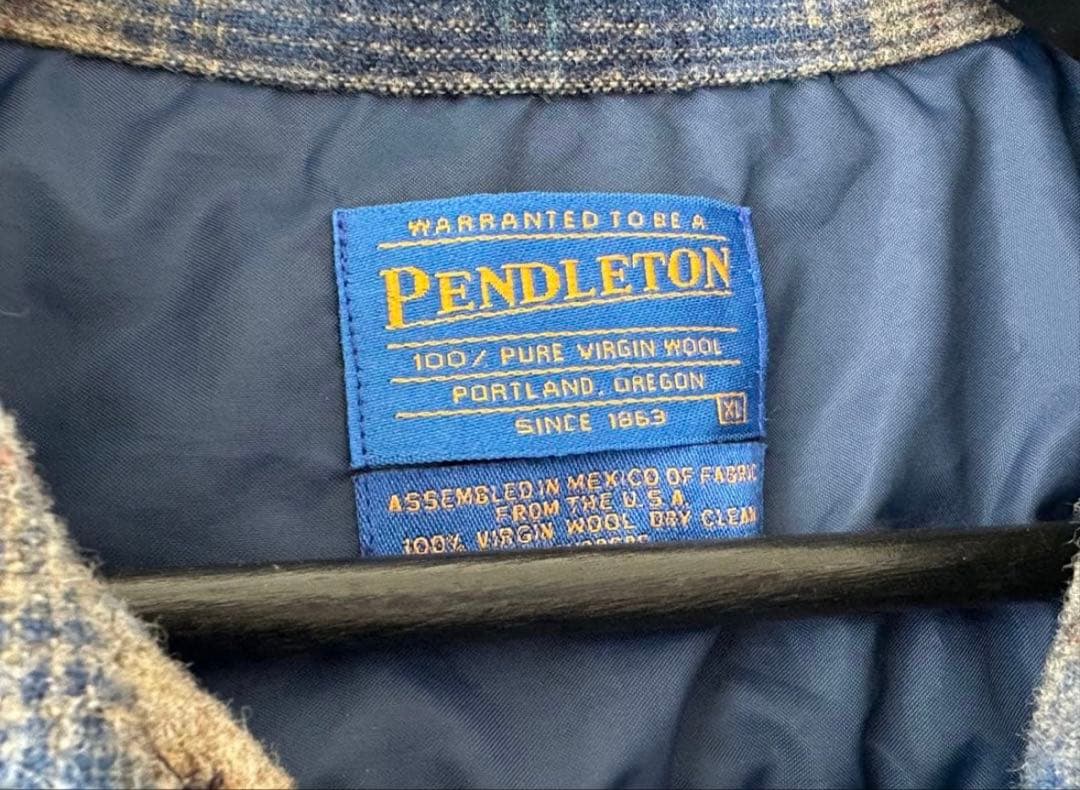 WARRANTED TO BE A
PENDLETON
100% PURE VIRGIN WOOL
PORTLAND, OREGON
SINCE 1863
XL
ASSEMBLED IN MEXICO OF FABRIC
FROM THE U.S.A.
100% VIRGIN WOOL DRY CLEAN